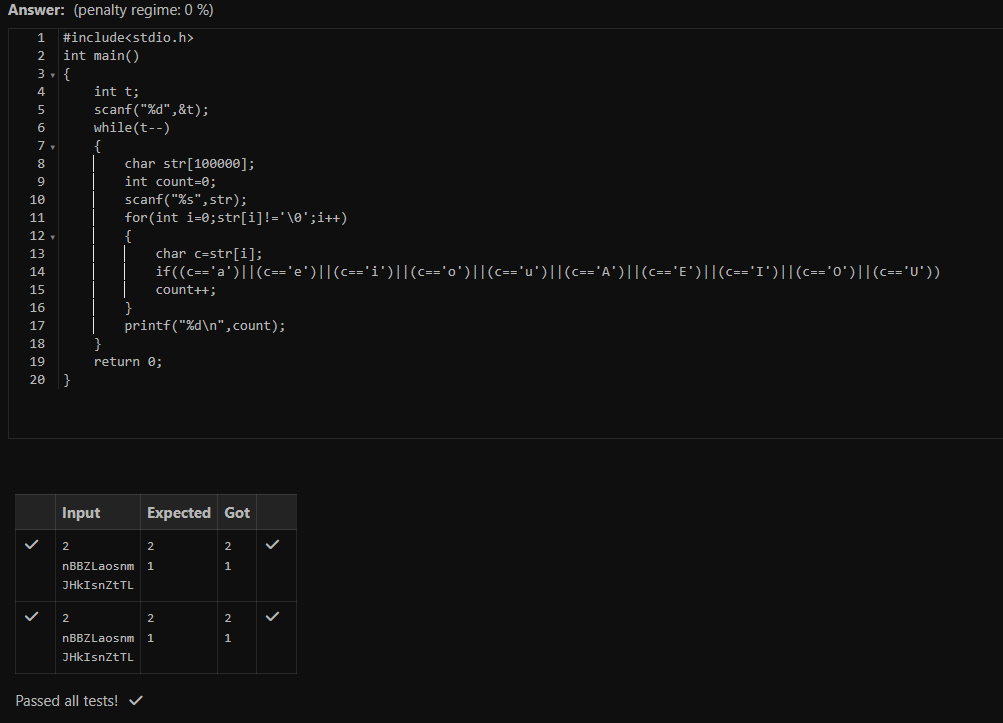 Answer: (penalty regime: 0 %)
1 #include<stdio.h>
2 int main()
3 {
4     int t;
5     scanf("%d",&t);
6     while(t--)
7     {
8         char str[100000];
9         int count=0;
10         scanf("%s",str);
11         for(int i=0;str[i]!='\0';i++)
12         {
13             char c=str[i];
14             if((c=='a')||(c=='e')||(c=='i')||(c=='o')||(c=='u')||(c=='A')||(c=='E')||(c=='I')||(c=='O')||(c=='U'))
15             count++;
16         }
17         printf("%d\n",count);
18     }
19     return 0;
20 }
Input Expected Got
2 2 2
nBBZLaosnm 1 1
JHkIsnZtTL
2 2 2
nBBZLaosnm 1 1
JHkIsnZtTL
Passed all tests!